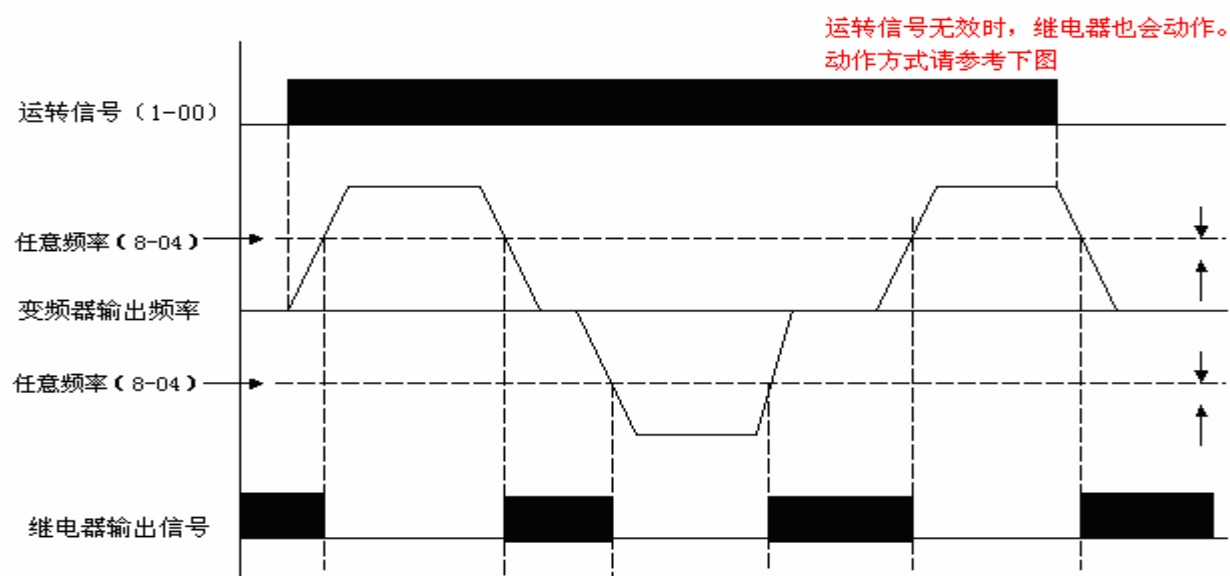 运转信号无效时，继电器也会动作。
动作方式请参考下图
运转信号（1-00）
任意频率（8-04）
变频器输出频率
任意频率（8-04）
继电器输出信号